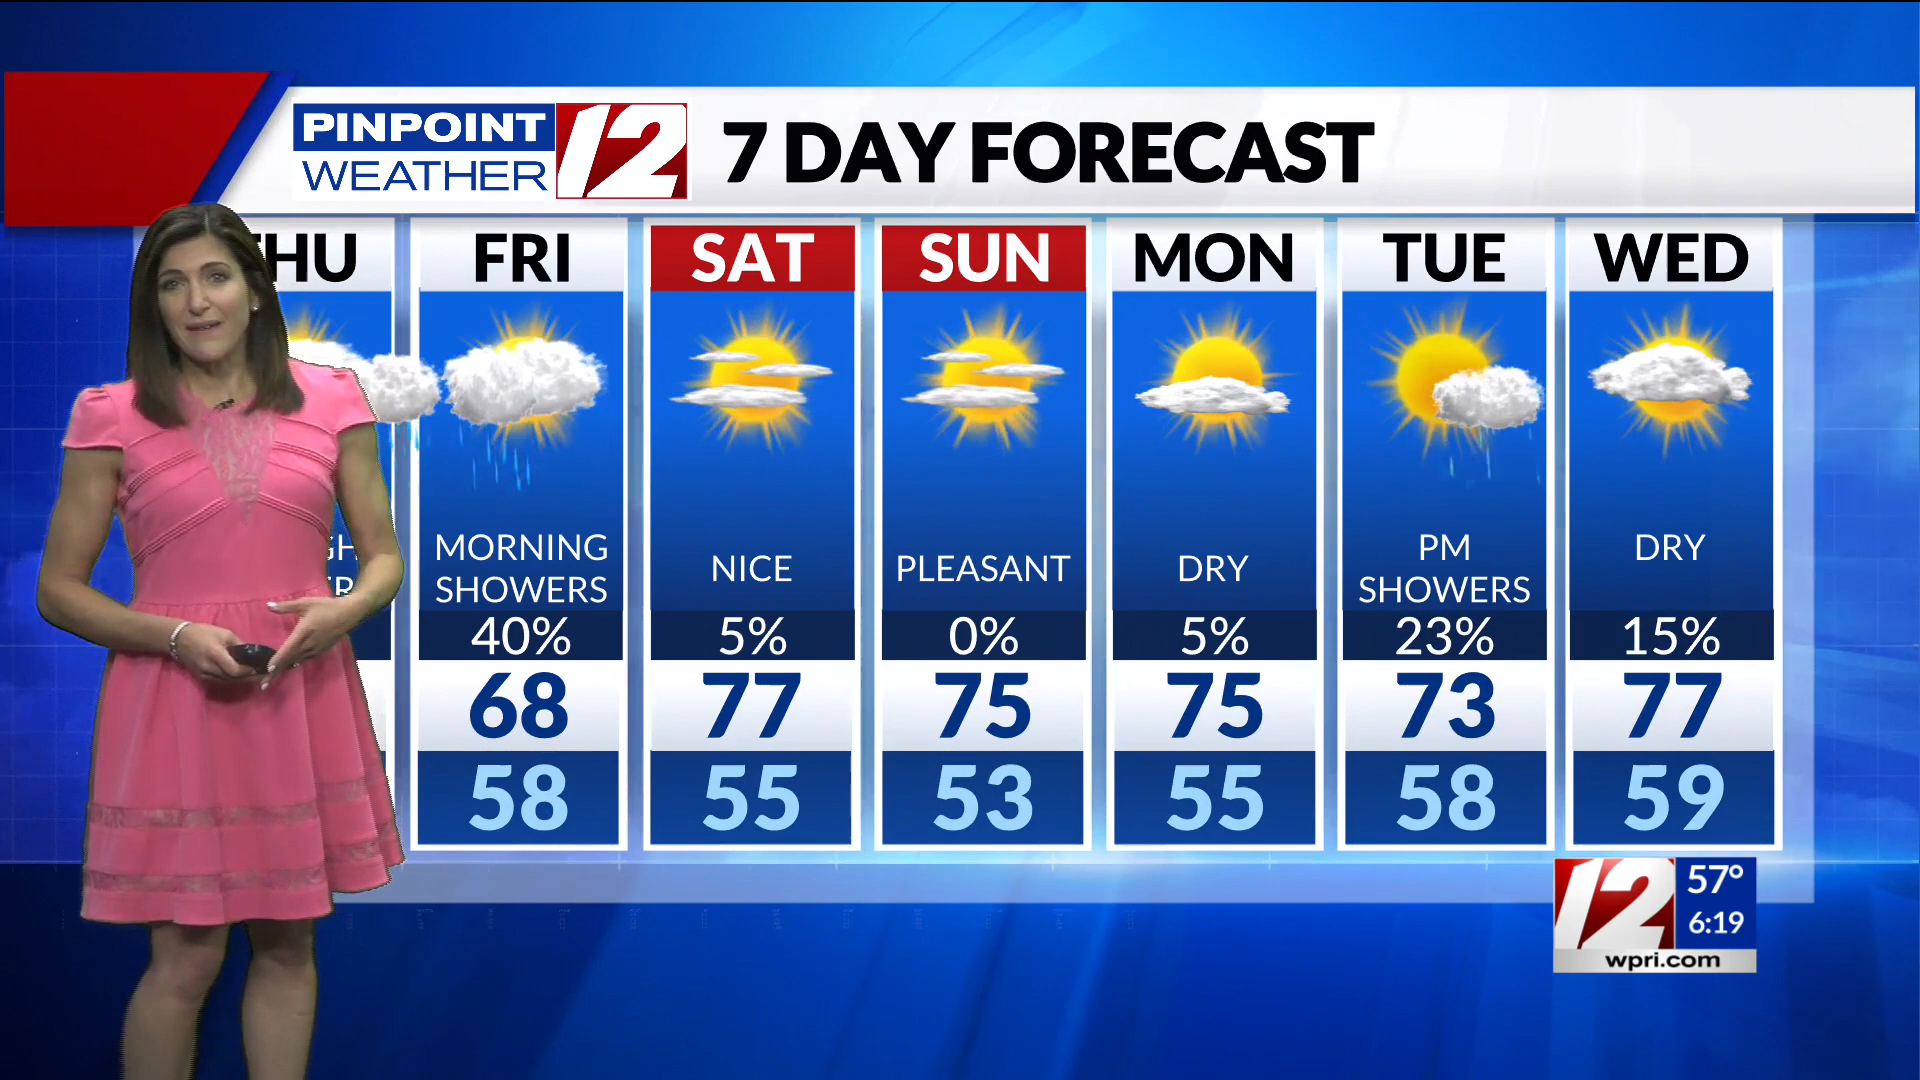 PINPOINT
WEATHER
12
7 DAY FORECAST
THU
FRI
SAT
SUN
MON
TUE
WED
MORNING
SHOWERS
NICE
PLEASANT
DRY
PM
SHOWERS
DRY
40%
5%
0%
5%
23%
15%
68
77
75
75
73
77
58
55
53
55
58
59
12
57°
6:19
wpri.com